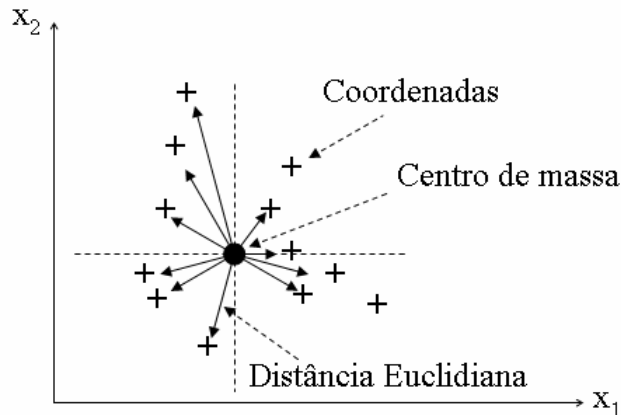 x2
Coordenadas
Centro de massa
Distância Euclidiana
x1